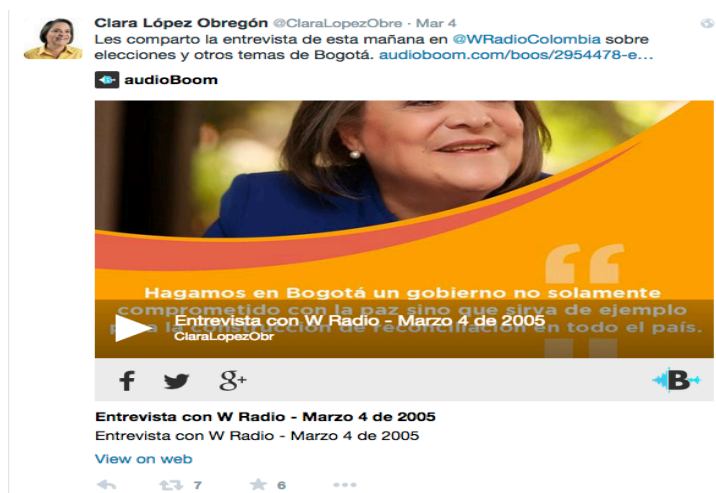 Clara López Obregón @ClaraLopezObre · Mar 4
Les comparto la entrevista de esta mañana en @WRadioColombia sobre
elecciones y otros temas de Bogotá. audioboom.com/boos/2954478-e…
audioBoom
“
Hagamos en Bogotá un gobierno no solamente
comprometido con la paz sino que sirva de ejemplo
para la construcción de reconciliación en todo el país.
Entrevista con W Radio - Marzo 4 de 2005
ClaraLopezObr
f g+ B
Entrevista con W Radio - Marzo 4 de 2005
Entrevista con W Radio - Marzo 4 de 2005
View on web
7 6